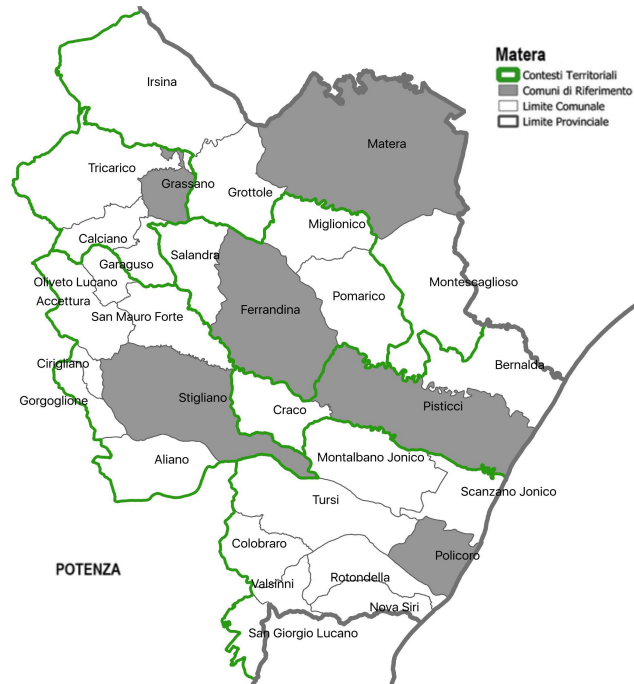 Matera
Contesti Territoriali
Comuni di Riferimento
Limite Comunale
Limite Provinciale
Irsina
Matera
Tricarico
Grassano
Grottole
Miglionico
Calciano
Salandra
Garaguso
Oliveto Lucano
Montescaglioso
Accettura
Pomarico
San Mauro Forte
Ferrandina
Cirigliano
Bernalda
Gorgoglione
Stigliano
Pisticci
Craco
Aliano
Montalbano Jonico
Scanzano Jonico
Tursi
Colobraro
Policoro
POTENZA
Valsinni
Rotondella
Nova Siri
San Giorgio Lucano